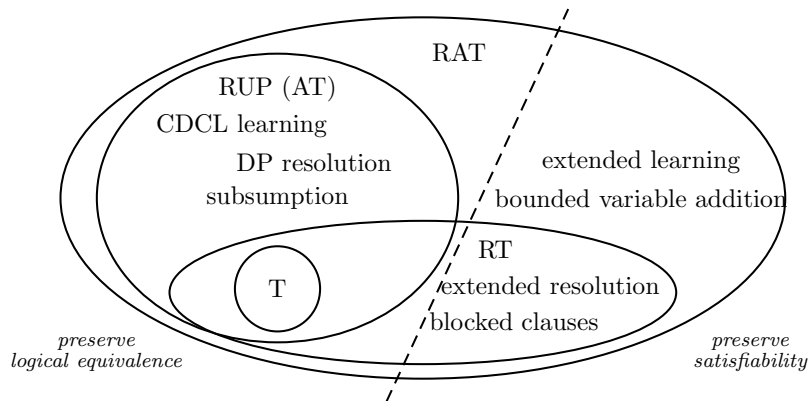 RAT
RUP (AT)
CDCL learning
DP resolution
subsumption
extended learning
bounded variable addition
RT
T
extended resolution
blocked clauses
preserve
logical equivalence
preserve
satisfiability